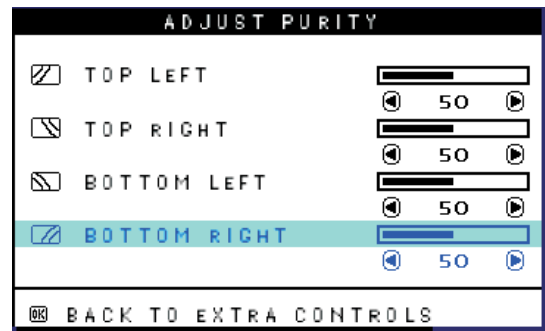 ADJUST PURITY
TOP LEFT
50
TOP RIGHT
50
BOTTOM LEFT
50
BOTTOM RIGHT
50
OK BACK TO EXTRA CONTROLS